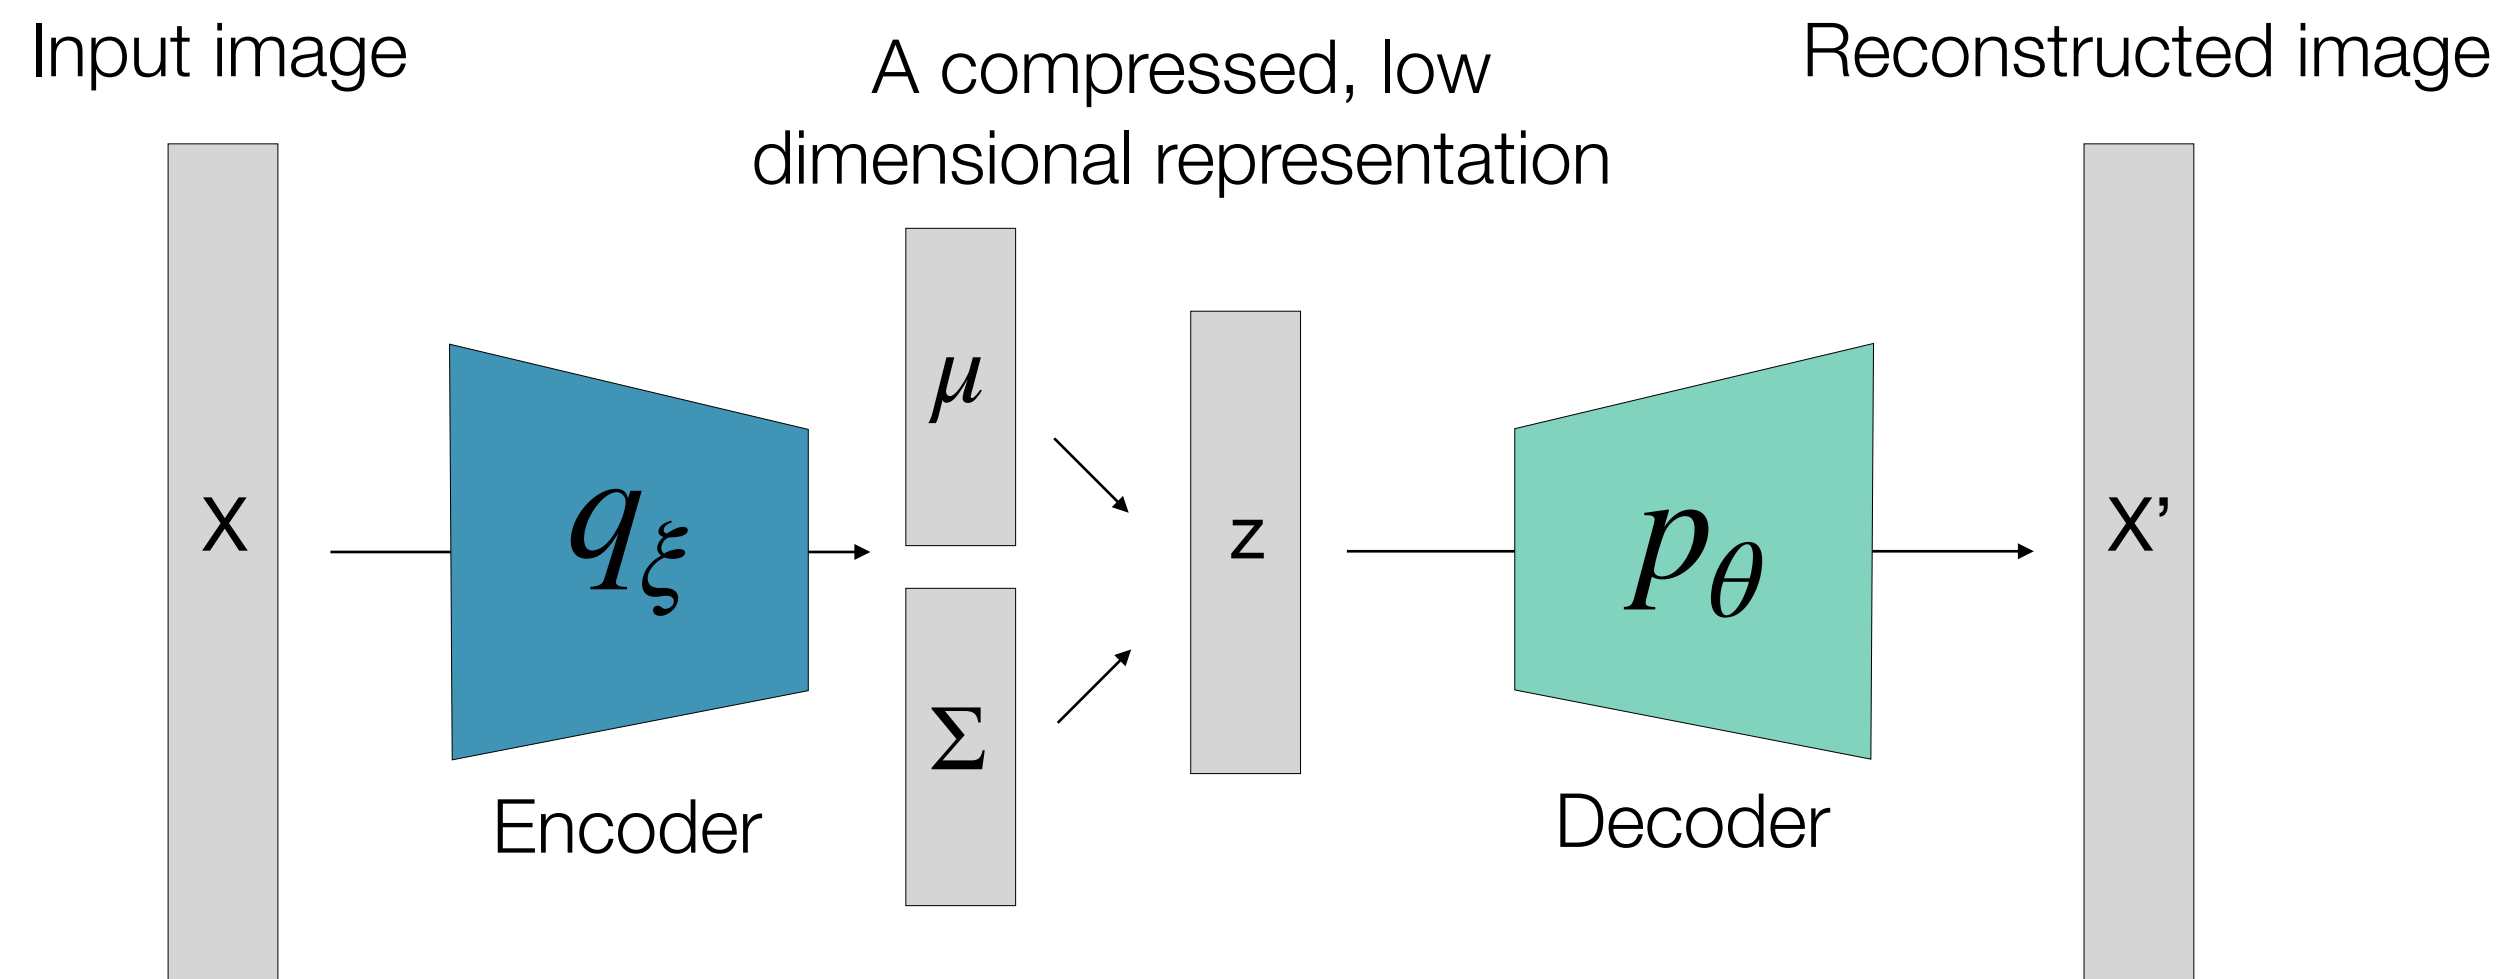 Input image
A compressed, low
dimensional representation
Reconstructed image
x
qξ
μ
Σ
z
pθ
x’
Encoder
Decoder